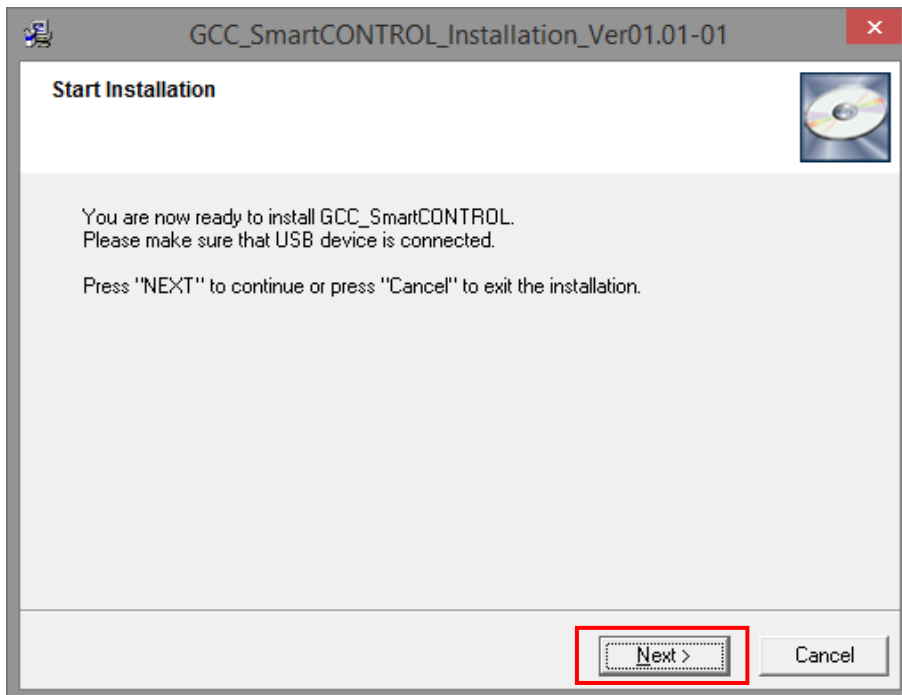 GCC_SmartCONTROL_Installation_Ver01.01-01
Start Installation
You are now ready to install GCC_SmartCONTROL.
Please make sure that USB device is connected.
Press "NEXT" to continue or press "Cancel" to exit the installation.
Next >
Cancel